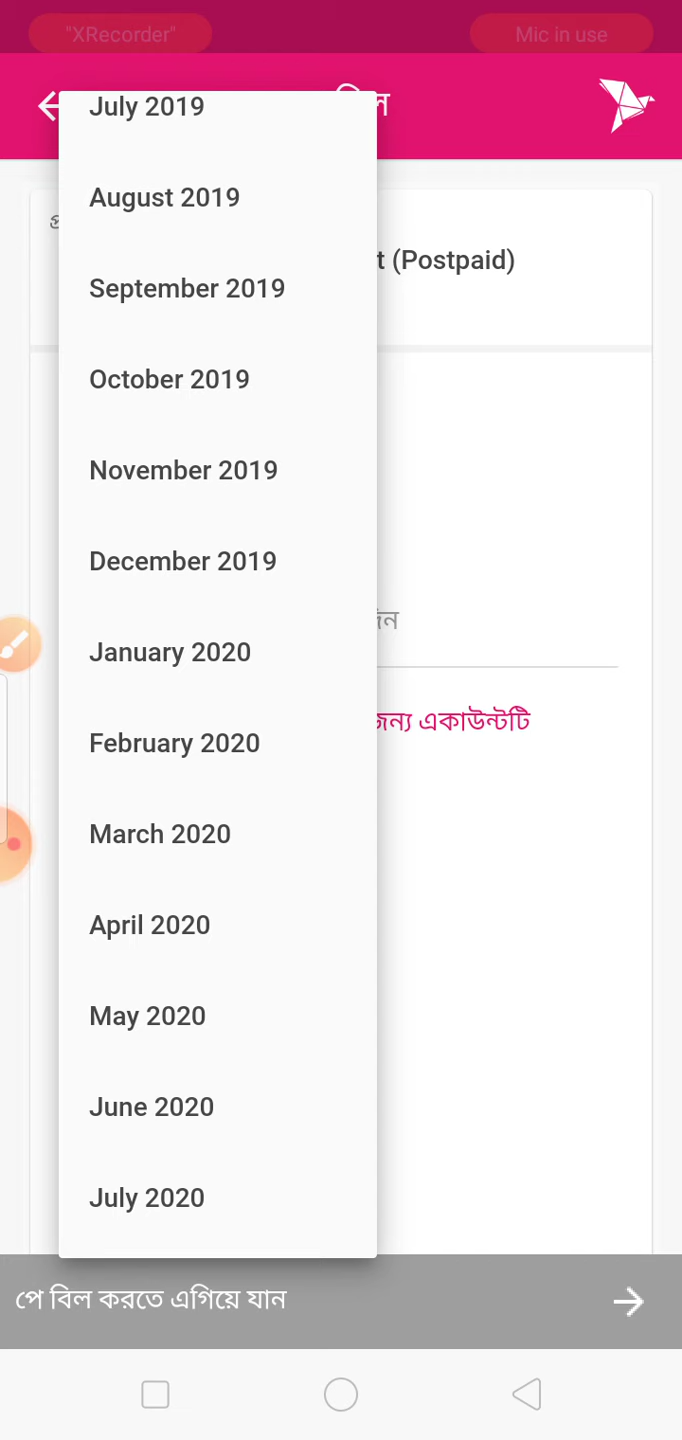 "XRecorder"
Mic in use
July 2019
August 2019
t (Postpaid)
September 2019
October 2019
November 2019
December 2019
January 2020
জন্য একাউন্টটি
February 2020
March 2020
April 2020
May 2020
June 2020
July 2020
পে বিল করতে এগিয়ে যান